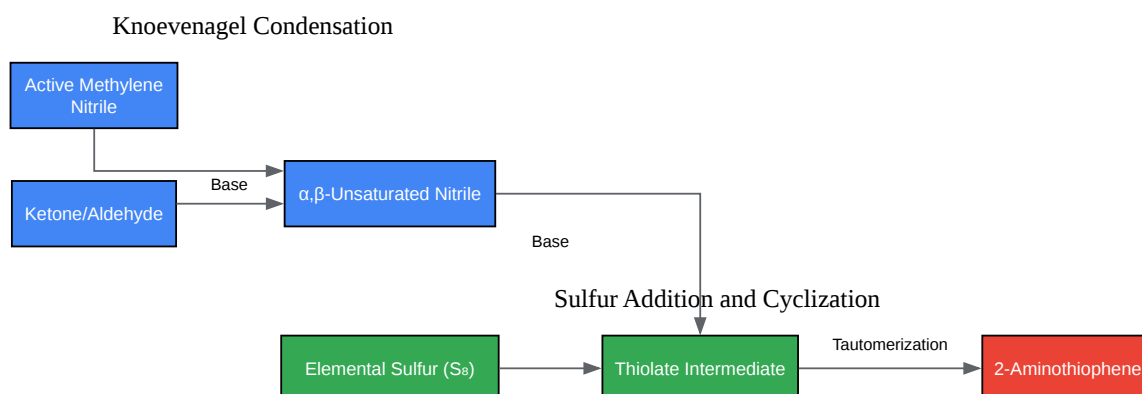 Knoevenagel Condensation
Active Methylene
Nitrile
Base
α,β-Unsaturated Nitrile
Ketone/Aldehyde
Base
Sulfur Addition and Cyclization
Elemental Sulfur (S₈)
Thiolate Intermediate
Tautomerization
2-Aminothiophene